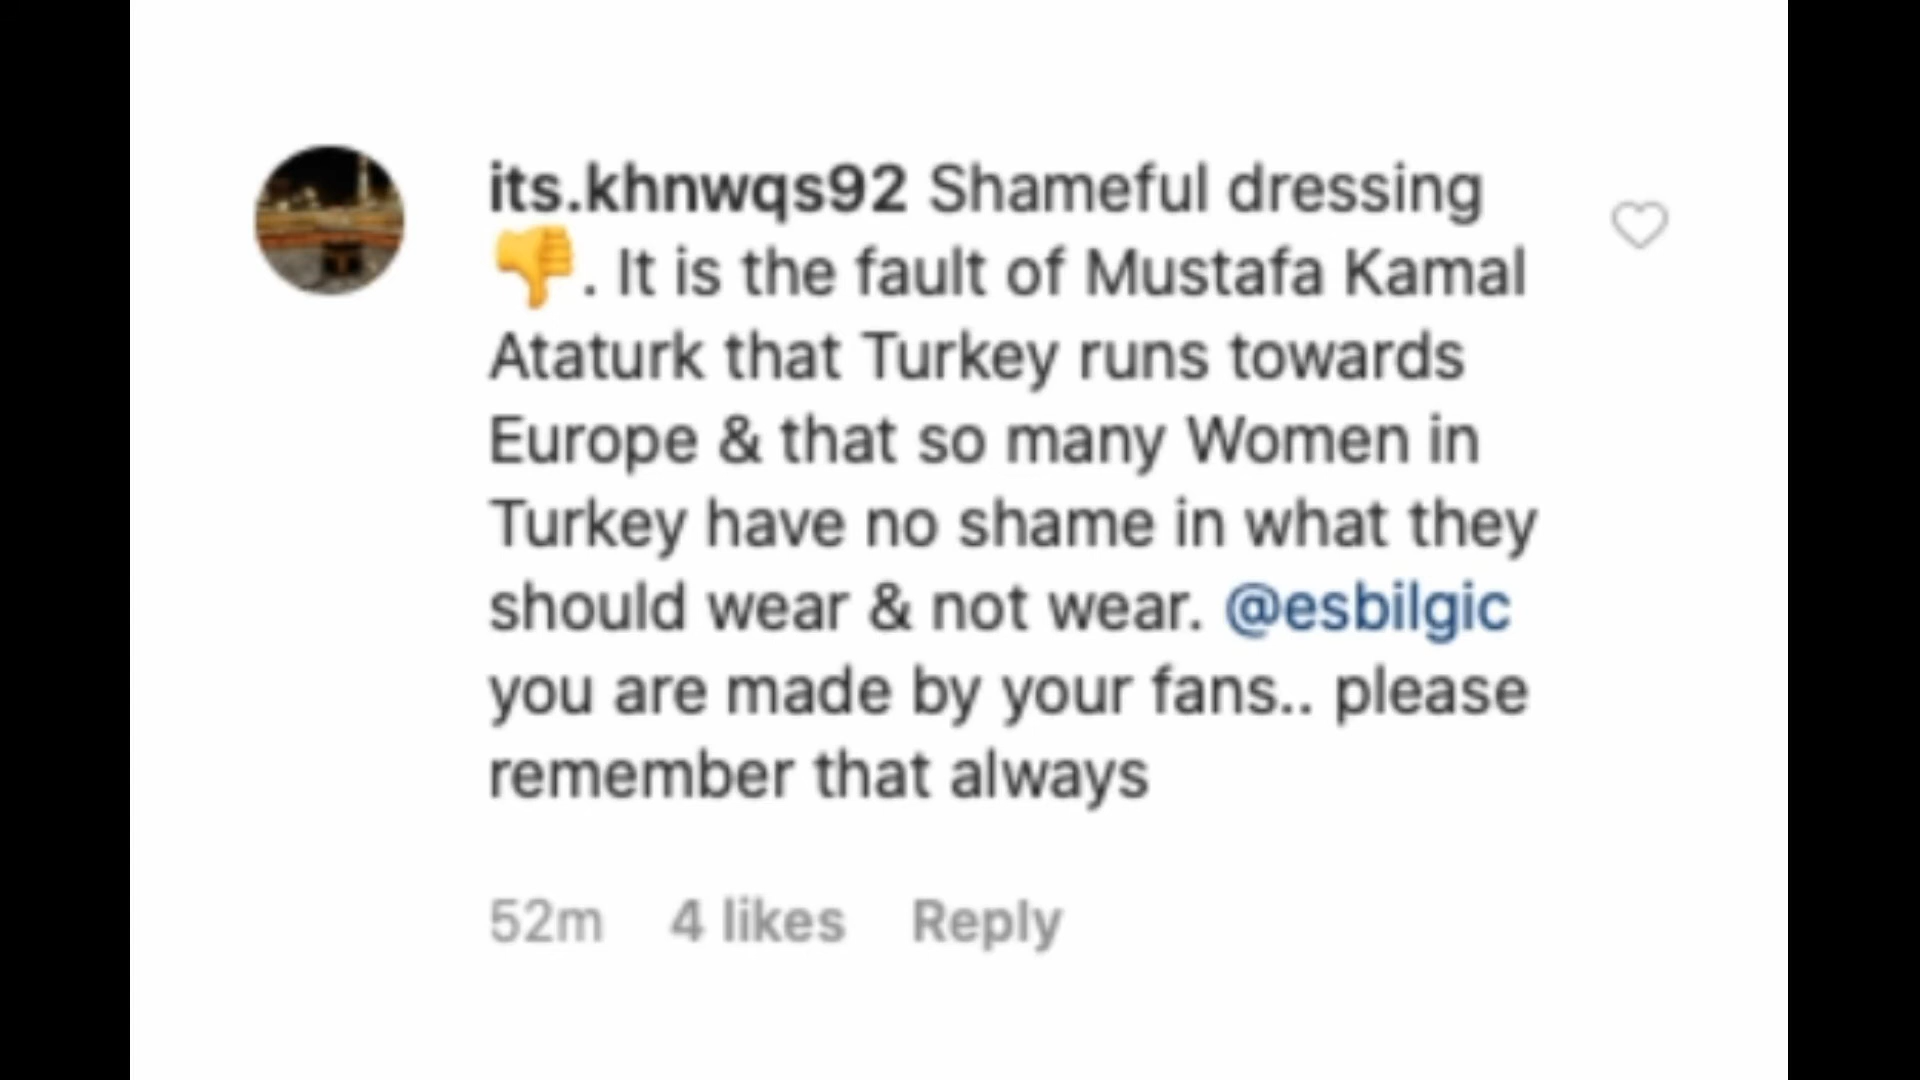 its.khnwqs92 Shameful dressing
👎. It is the fault of Mustafa Kamal
Ataturk that Turkey runs towards
Europe & that so many Women in
Turkey have no shame in what they
should wear & not wear. @esbilgic
you are made by your fans.. please
remember that always
52m 4 likes Reply